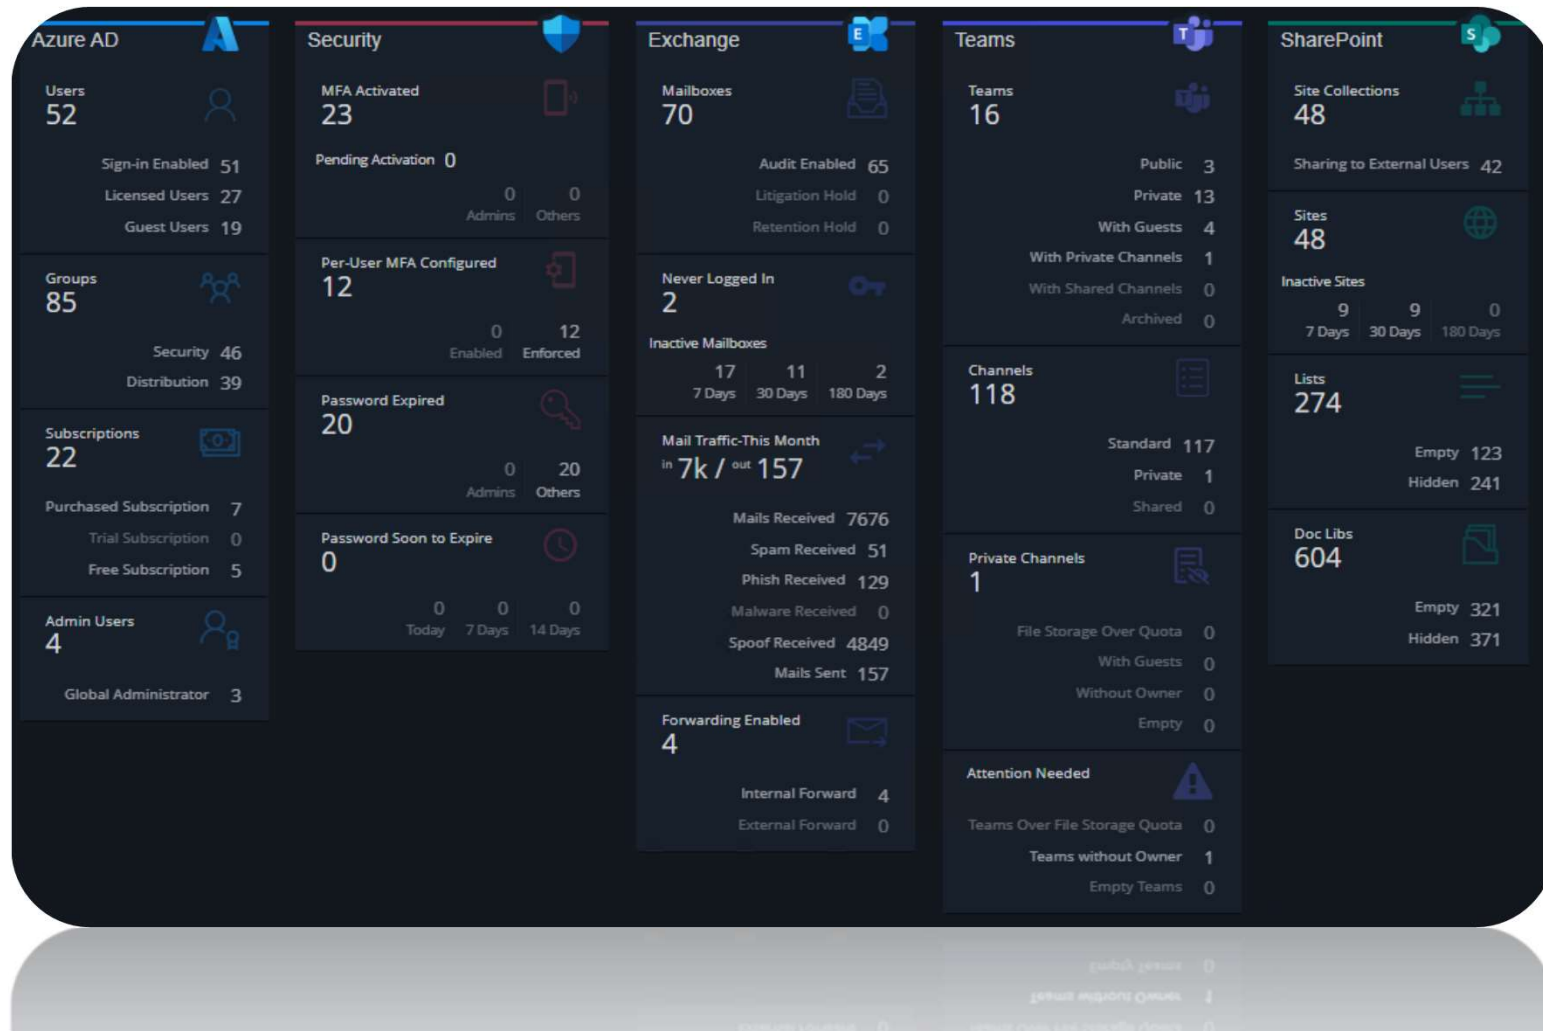 Azure AD
Users
52
Sign-in Enabled 51
Licensed Users 27
Guest Users 19
Groups
85
Security 46
Distribution 39
Subscriptions
22
Purchased Subscription 7
Trial Subscription 0
Free Subscription 5
Admin Users
4
Global Administrator 3
Security
MFA Activated
23
Pending Activation 0
0 0
Admins Others
Per-User MFA Configured
12
0 12
Enabled Enforced
Password Expired
20
0 20
Admins Others
Password Soon to Expire
0
0 0 0
Today 7 Days 14 Days
Exchange
E
Mailboxes
70
Audit Enabled 65
Litigation Hold 0
Retention Hold 0
Never Logged In
2
Inactive Mailboxes
17 11 2
7 Days 30 Days 180 Days
Mail Traffic-This Month
in 7k / out 157
Mails Received 7676
Spam Received 51
Phish Received 129
Malware Received 0
Spoof Received 4849
Mails Sent 157
Forwarding Enabled
4
Internal Forward 4
External Forward 0
Teams
T
Teams
16
Public 3
Private 13
With Guests 4
With Private Channels 1
With Shared Channels 0
Archived 0
Channels
118
Standard 117
Private 1
Shared 0
Private Channels
1
File Storage Over Quota 0
With Guests 0
Without Owner 0
Empty 0
Attention Needed
Teams Over File Storage Quota 0
Teams without Owner 1
Empty Teams 0
SharePoint
S
Site Collections
48
Sharing to External Users 42
Sites
48
Inactive Sites
9 9 0
7 Days 30 Days 180 Days
Lists
274
Empty 123
Hidden 241
Doc Libs
604
Empty 321
Hidden 371